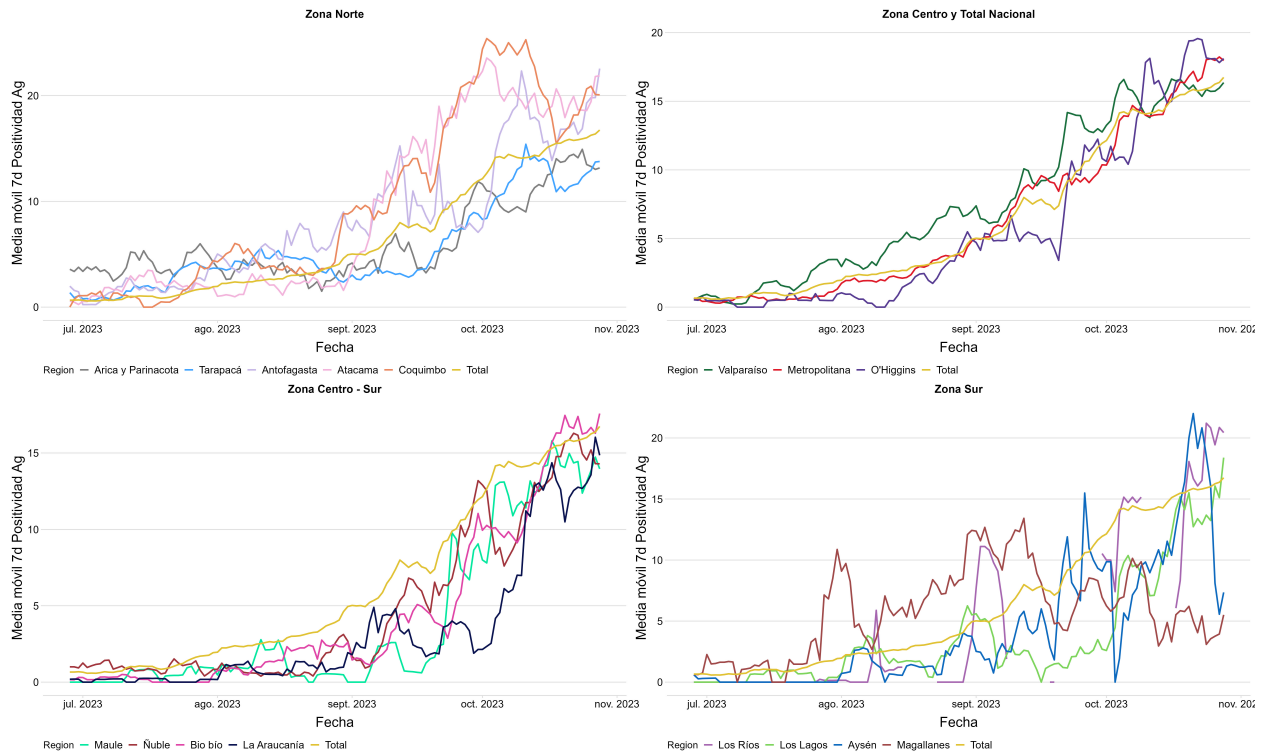 Zona Norte
Media móvil 7d Positividad Ag
20
10
0
jul. 2023 ago. 2023 sept. 2023 oct. 2023 nov. 2023
Fecha
Region Arica y Parinacota Tarapacá Antofagasta Atacama Coquimbo Total
Zona Centro y Total Nacional
Media móvil 7d Positividad Ag
20
15
10
5
0
jul. 2023 ago. 2023 sept. 2023 oct. 2023 nov. 202
Fecha
Region Valparaíso Metropolitana O'Higgins Total
Zona Centro - Sur
Media móvil 7d Positividad Ag
15
10
5
0
jul. 2023 ago. 2023 sept. 2023 oct. 2023 nov. 2023
Fecha
Region Maule Ñuble Bio bío La Araucanía Total
Zona Sur
Media móvil 7d Positividad Ag
20
15
10
5
0
jul. 2023 ago. 2023 sept. 2023 oct. 2023 nov. 202
Fecha
Region Los Ríos Los Lagos Aysén Magallanes Total